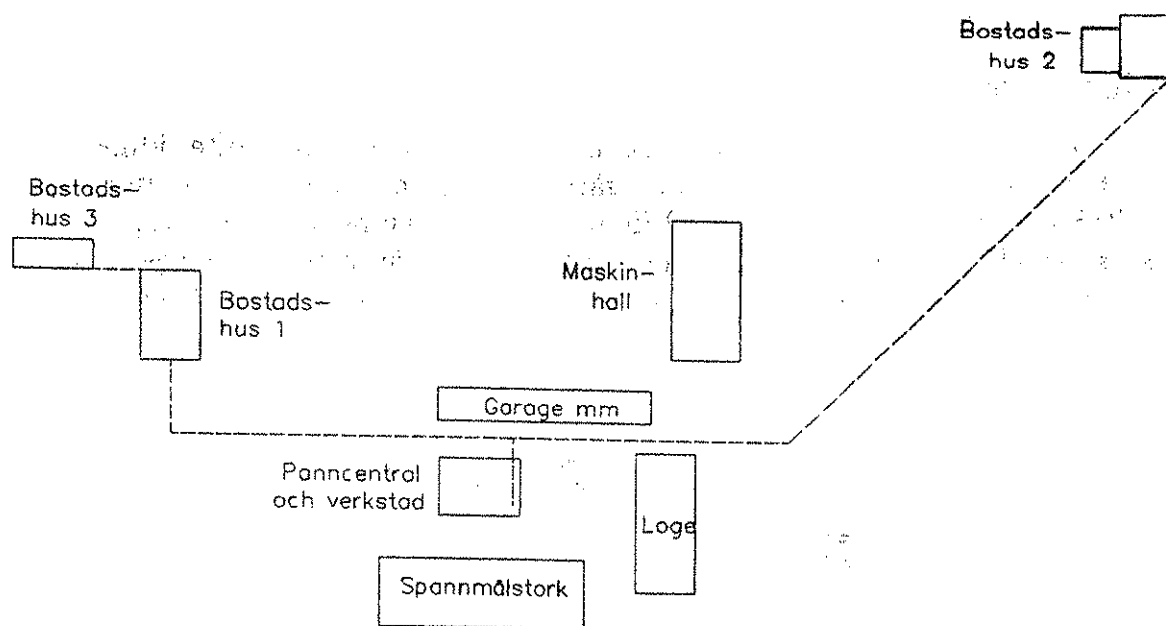 Bostads-
hus 2
Bostads-
hus 3
Maskin-
hall
Bostads-
hus 1
Garage mm
Panncentral
och verkstad
Loge
Spannmålstork